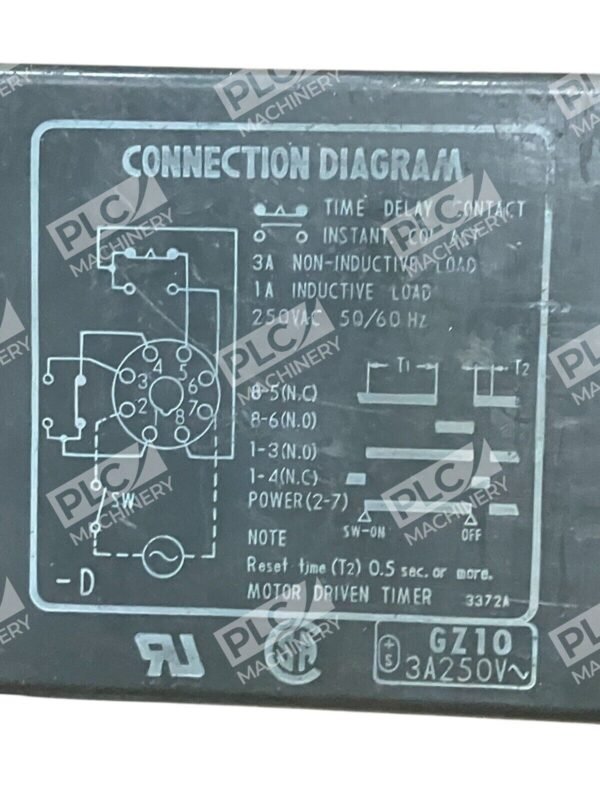 CONNECTION DIAGRAM
TIME DELAY CONTACT
INSTANT
3A NON-INDUCTIVE LOAD
1A INDUCTIVE LOAD
250VAC 50/60 Hz
4 5
3 6
2 7
1 8
T1 T2
8-5(N.C)
8-6(N.O)
1-3(N.O)
1-4(N.C)
POWER (2-7)
SW
SW-ON OFF
NOTE
Reset time (T2) 0.5 sec. or more.
-D
MOTOR DRIVEN TIMER 3372A
GZ10
+S 3A250V~
PLC MACHINERY